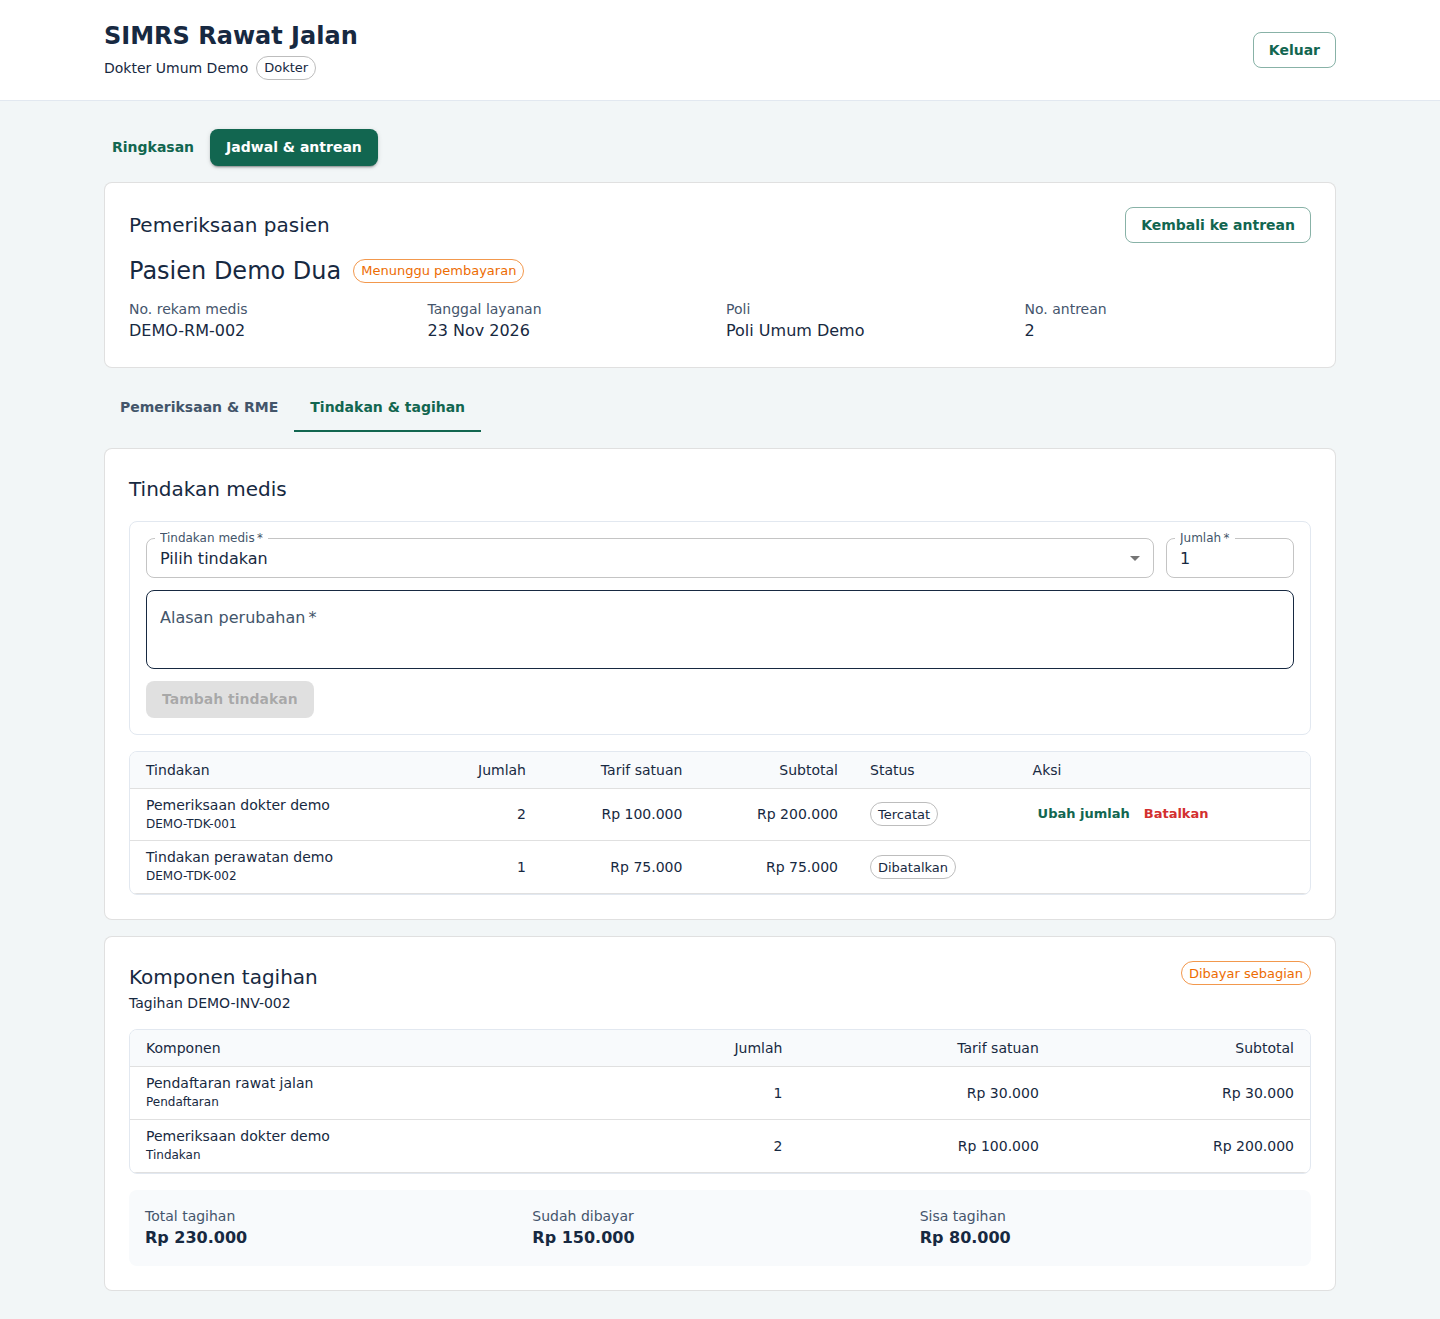 SIMRS Rawat Jalan
Dokter Umum Demo Dokter
Keluar
Ringkasan Jadwal & antrean
Pemeriksaan pasien
Kembali ke antrean
Pasien Demo Dua Menunggu pembayaran
No. rekam medis Tanggal layanan Poli No. antrean
DEMO-RM-002 23 Nov 2026 Poli Umum Demo 2
Pemeriksaan & RME Tindakan & tagihan
Tindakan medis
Tindakan medis * Jumlah *
Pilih tindakan 1
Alasan perubahan *
Tambah tindakan
Tindakan Jumlah Tarif satuan Subtotal Status Aksi
Pemeriksaan dokter demo 2 Rp 100.000 Rp 200.000 Tercatat Ubah jumlah Batalkan
DEMO-TDK-001
Tindakan perawatan demo 1 Rp 75.000 Rp 75.000 Dibatalkan
DEMO-TDK-002
Komponen tagihan Dibayar sebagian
Tagihan DEMO-INV-002
Komponen Jumlah Tarif satuan Subtotal
Pendaftaran rawat jalan 1 Rp 30.000 Rp 30.000
Pendaftaran
Pemeriksaan dokter demo 2 Rp 100.000 Rp 200.000
Tindakan
Total tagihan Sudah dibayar Sisa tagihan
Rp 230.000 Rp 150.000 Rp 80.000